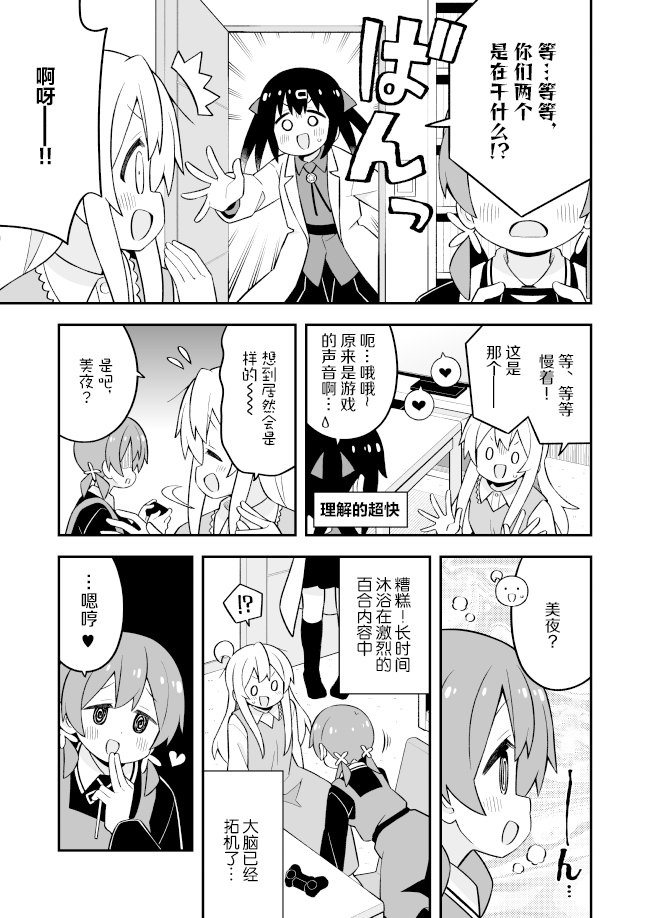 等…等等,
你们两个
是在干什么!?
ばんっ
啊呀——!!
等、等等
慢着!
这是
那个——
呃…哦哦~
原来是游戏
的声音啊…
理解的超快
想到居然会是
样的~~~
是吧,
美夜?
美夜?
——ん…
糟糕!长时间
沐浴在激烈的
百合内容中
!?
大脑已经
拓机了…
…嗯哼
♥